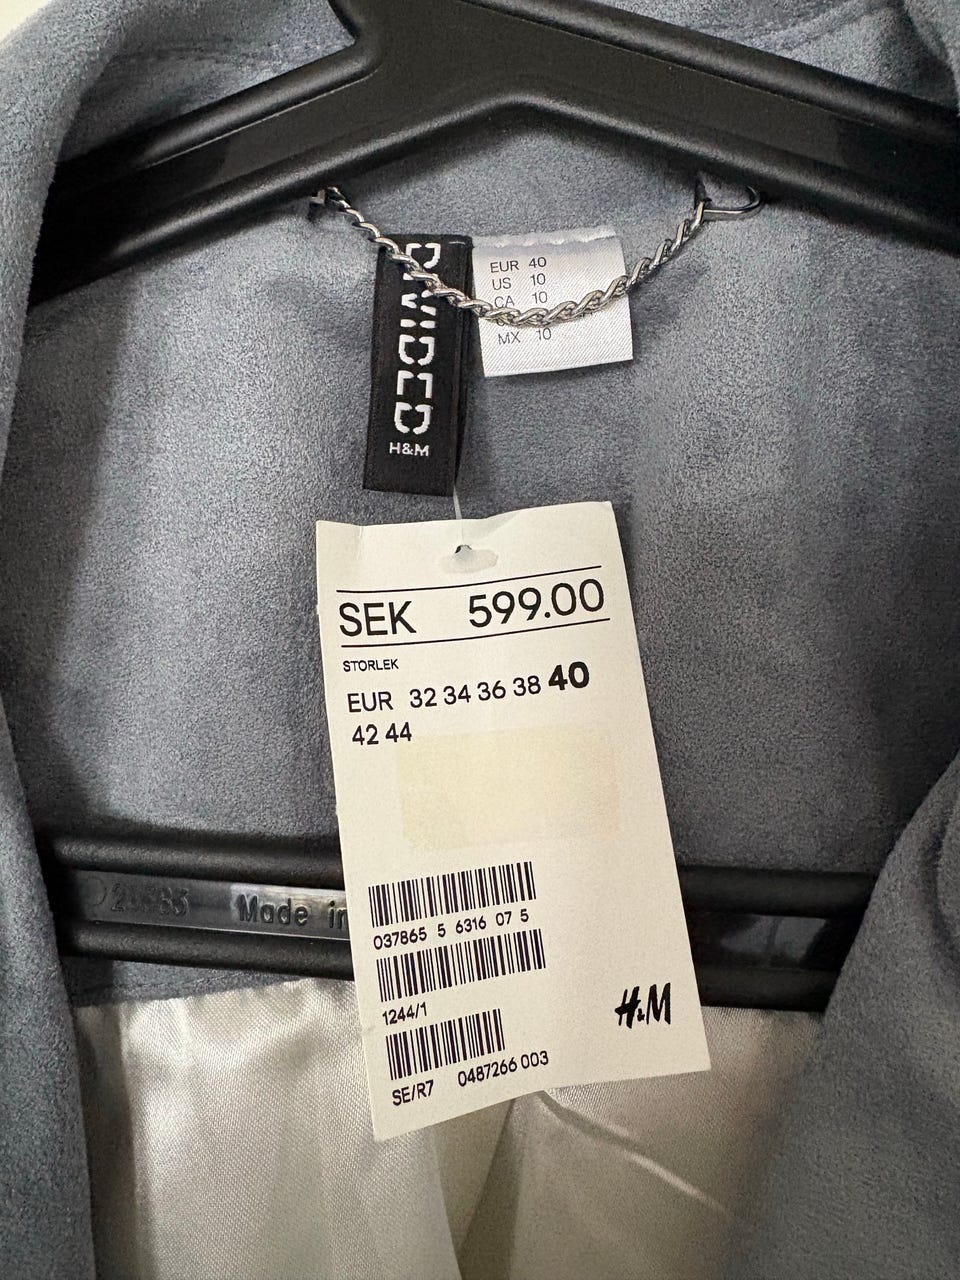 DIVIDED
H&M
EUR 40
US 10
CA 10
MX 10
SEK 599.00
STORLEK
EUR 32 34 36 38 40
42 44
Made in
037865 5 6316 07 5
1244/1
H&M
SE/R7 0487266 003